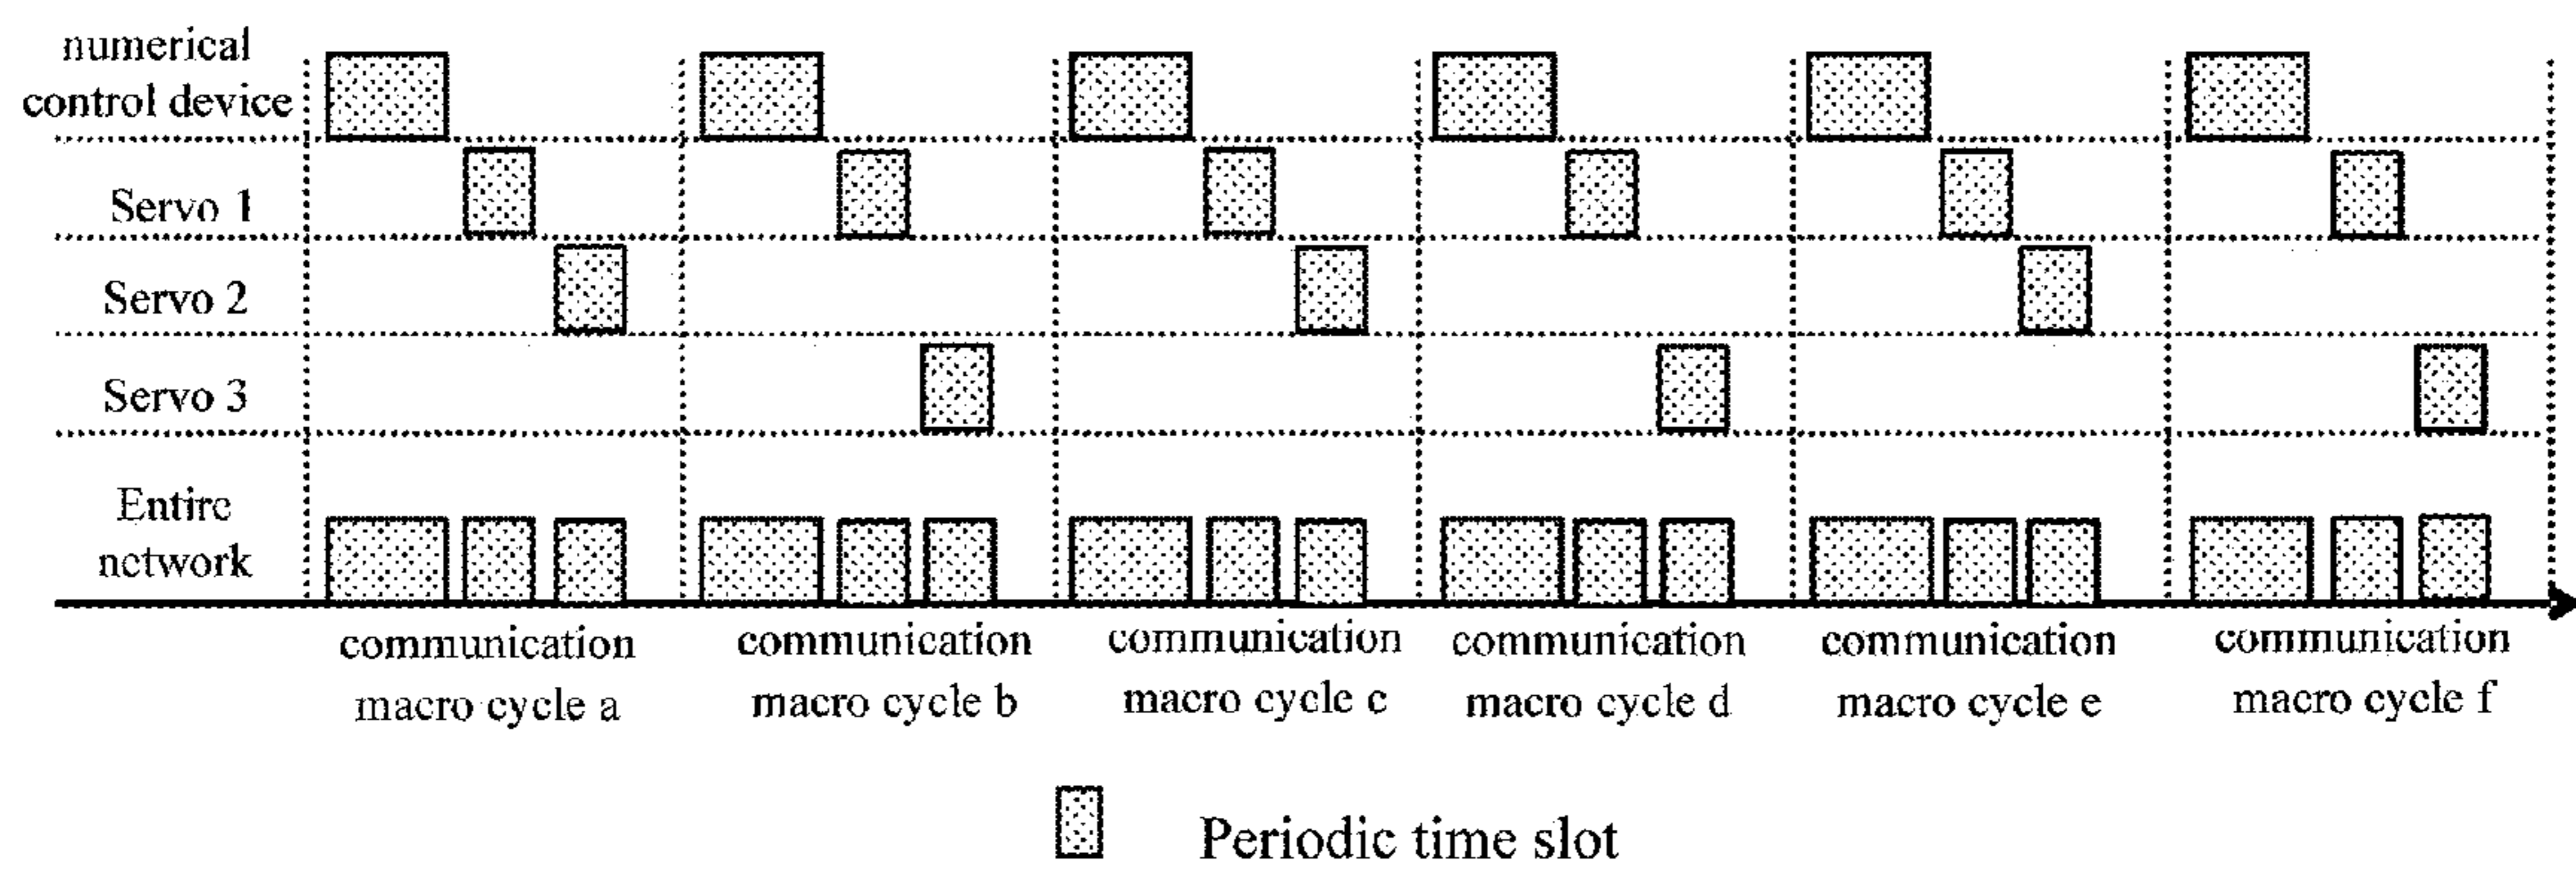 numerical
control device
Servo 1
Servo 2
Servo 3
Entire
network
communication
macro cycle a
communication
macro cycle b
communication
macro cycle c
communication
macro cycle d
communication
macro cycle e
communication
macro cycle f
Periodic time slot